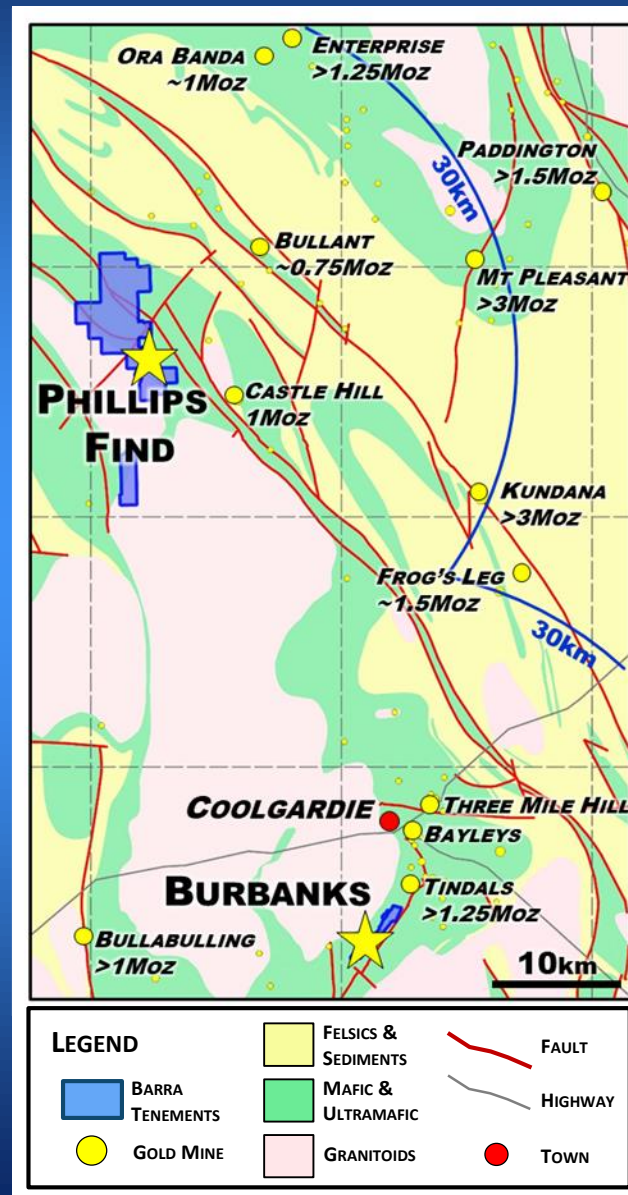 ENTERPRISE
>1.25MOZ
ORA BANDA
~1MOZ
30KM
PADDINGTON
>1.5MOZ
BULLANT
~0.75MOZ
MT PLEASANT
>3MOZ
PHILLIPS
FIND
CASTLE HILL
1MOZ
KUNDANA
>3MOZ
FROG'S LEG
~1.5MOZ
30KM
COOLGARDIE
THREE MILE HILL
BAYLEYS
BURBANKS
TINDALS
>1.25MOZ
BULLABULLING
>1MOZ
10KM
LEGEND
BARRA
TENEMENTS
GOLD MINE
FELSICS &
SEDIMENTS
MAFIC &
ULTRAMAFIC
GRANITOIDS
FAULT
HIGHWAY
TOWN